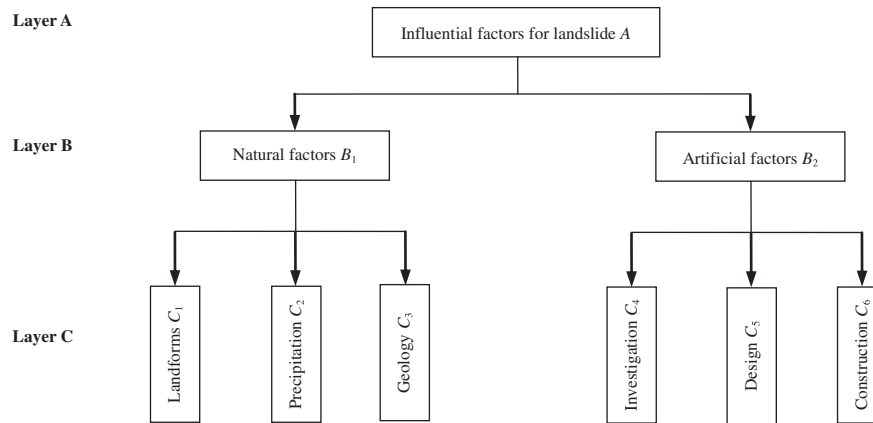 Layer A
Influential factors for landslide A
Layer B
Natural factors B₁
Artificial factors B₂
Layer C
Landforms C₁
Precipitation C₂
Geology C₃
Investigation C₄
Design C₅
Construction C₆